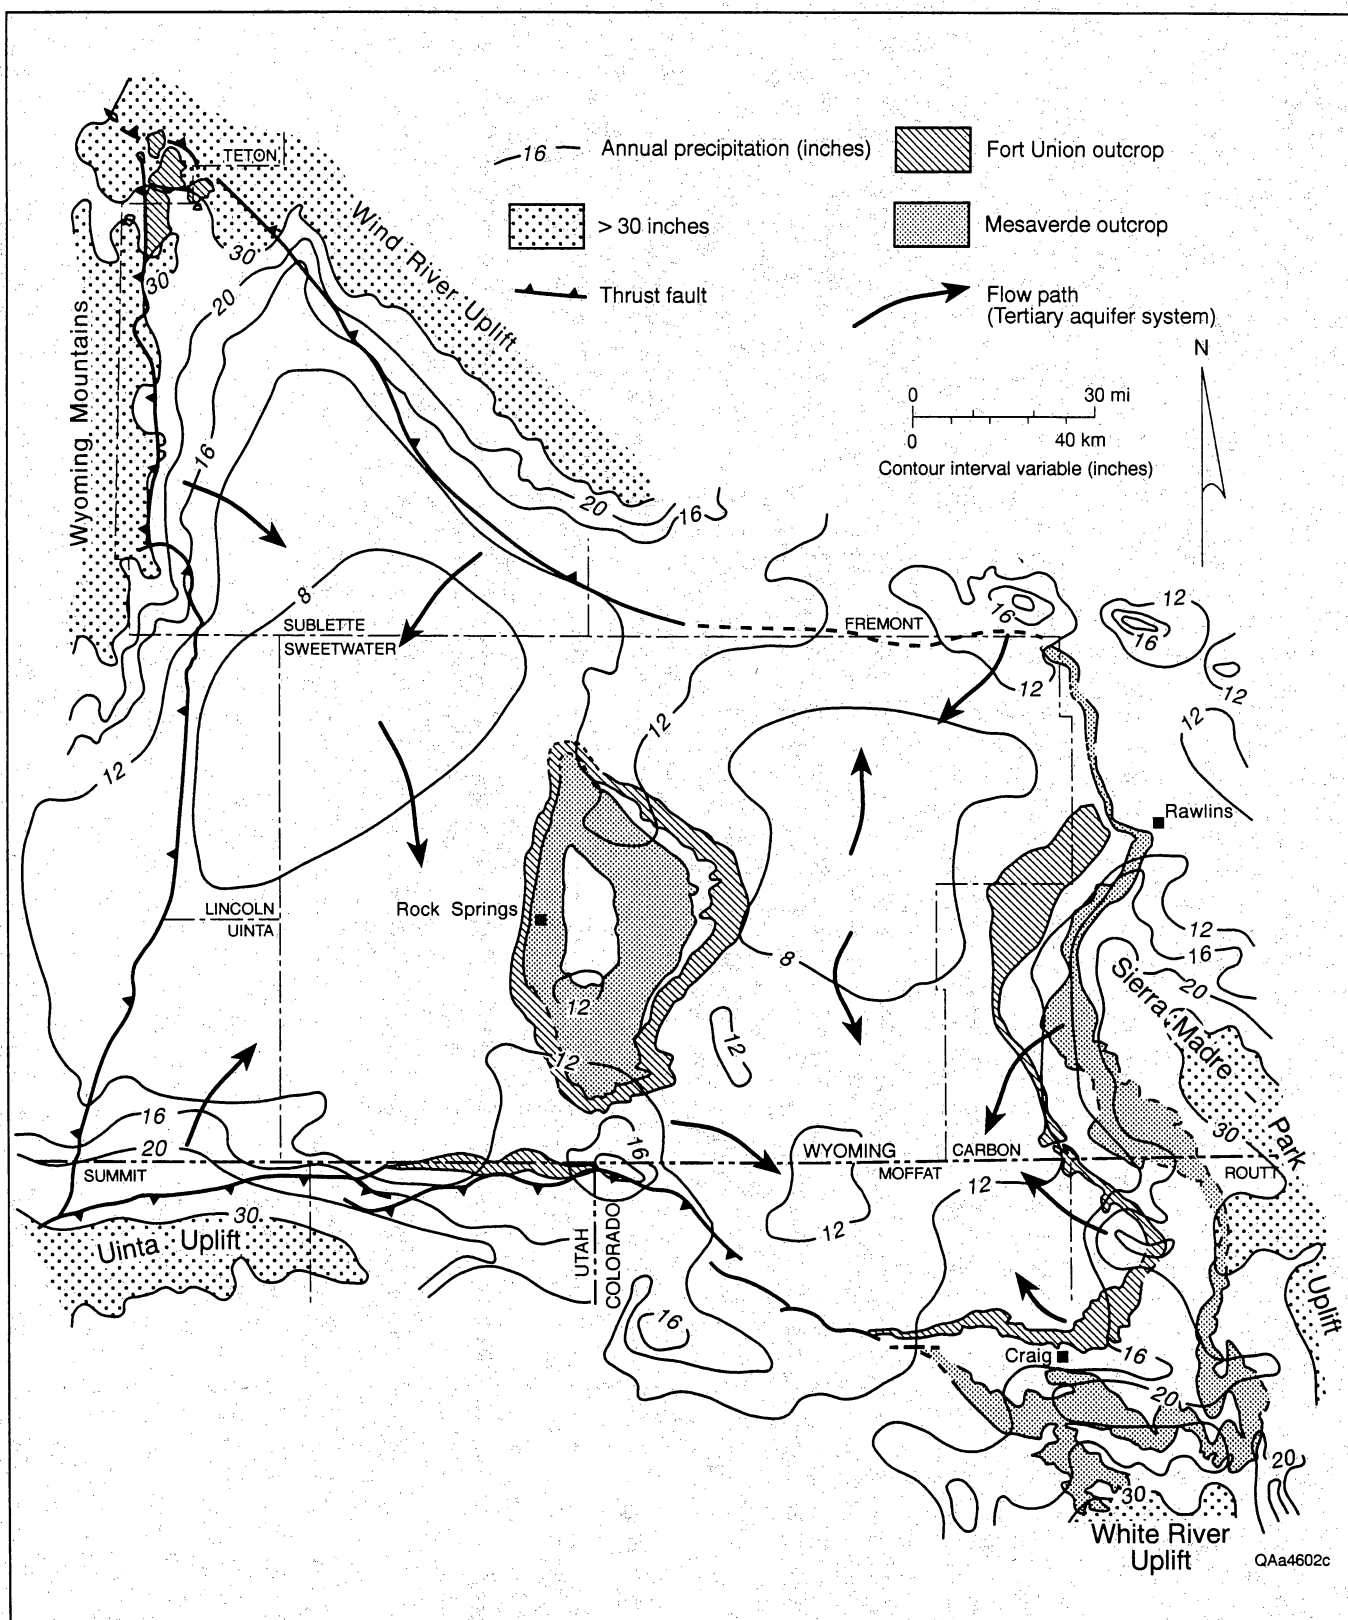 TETON
16
Annual precipitation (inches)
Fort Union outcrop
> 30 inches
Mesaverde outcrop
Thrust fault
Flow path
(Tertiary aquifer system)
N
0 30 mi
0 40 km
Contour interval variable (inches)
Wind River Uplift
Wyoming Mountains
30
30
20
16
20
16
8
SUBLETTE
SWEETWATER
FREMONT
16
12
16
12
12
12
12
12
Rawlins
Rock Springs
LINCOLN
UINTA
8
12
16
20
Sierra Madre
Park
Uplift
12
12
12
16
20
SUMMIT
16
WYOMING
MOFFAT
CARBON
ROUTT
30
12
12
30
Uinta Uplift
UTAH
COLORADO
16
Craig
16
20
20
30
White River
Uplift
QAa4602c